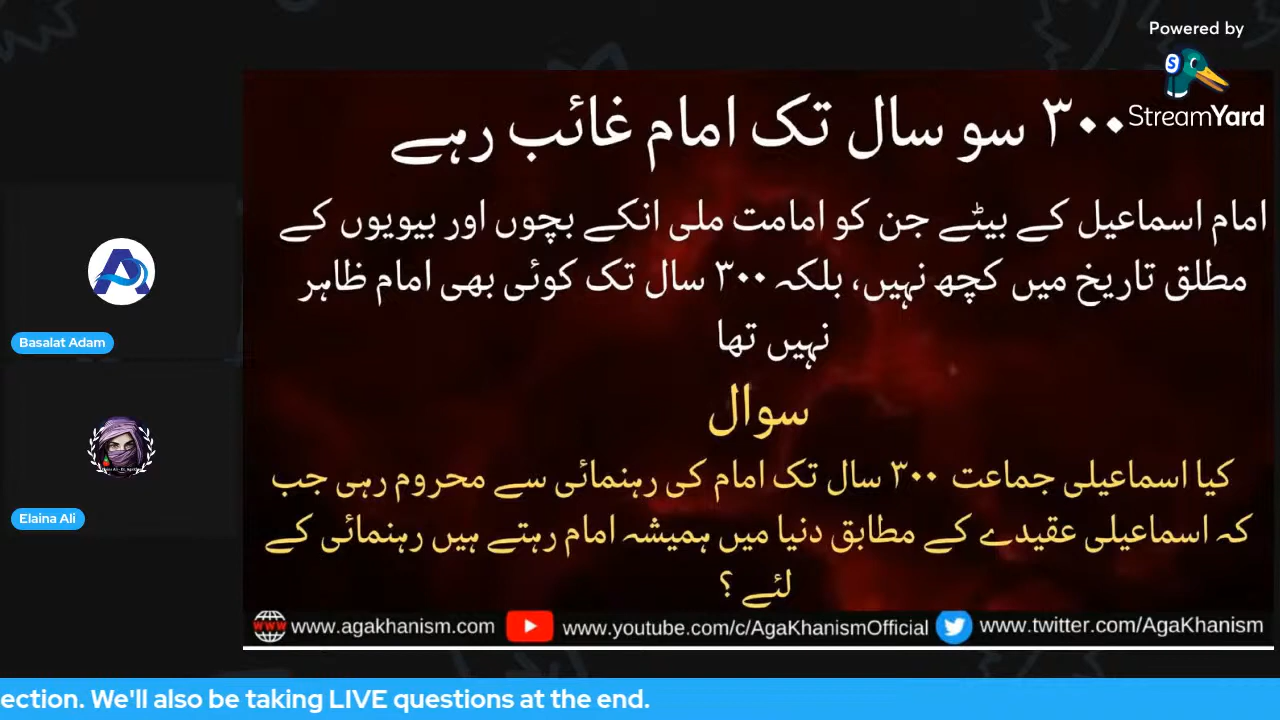 Powered by
StreamYard
۳۰۰ سو سال تک امام غائب رہے
امام اسماعیل کے بیٹے جن کو امامت ملی انکے بچوں اور بیویوں کے
مطلق تاریخ میں کچھ نہیں، بلکہ ۳۰۰ سال تک کوئی بھی امام ظاہر
نہیں تھا
سوال
کیا اسماعیلی جماعت ۳۰۰ سال تک امام کی رہنمائی سے محروم رہی جب
کہ اسماعیلی عقیدے کے مطابق دنیا میں ہمیشہ امام رہتے ہیں رہنمائی کے
لئے ؟
Basalat Adam
Elaina Ali
www.agakhanism.com
www.youtube.com/c/AgaKhanismOfficial
www.twitter.com/AgaKhanism
ection. We'll also be taking LIVE questions at the end.